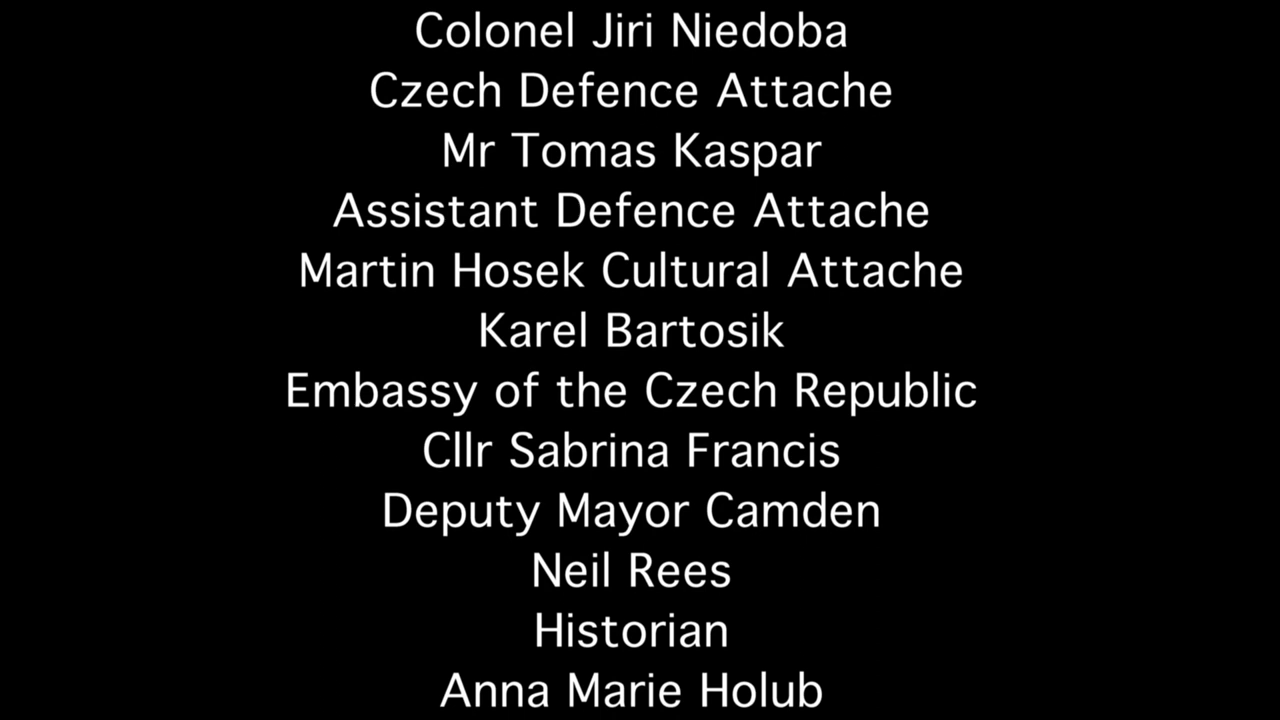 Colonel Jiri Niedoba
Czech Defence Attache
Mr Tomas Kaspar
Assistant Defence Attache
Martin Hosek Cultural Attache
Karel Bartosik
Embassy of the Czech Republic
Cllr Sabrina Francis
Deputy Mayor Camden
Neil Rees
Historian
Anna Marie Holub